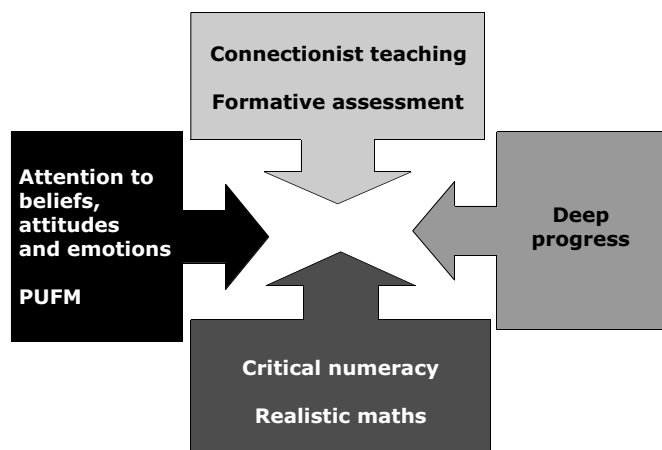 Connectionist teaching
Formative assessment
Attention to
beliefs,
attitudes
and emotions
PUFM
Deep
progress
Critical numeracy
Realistic maths